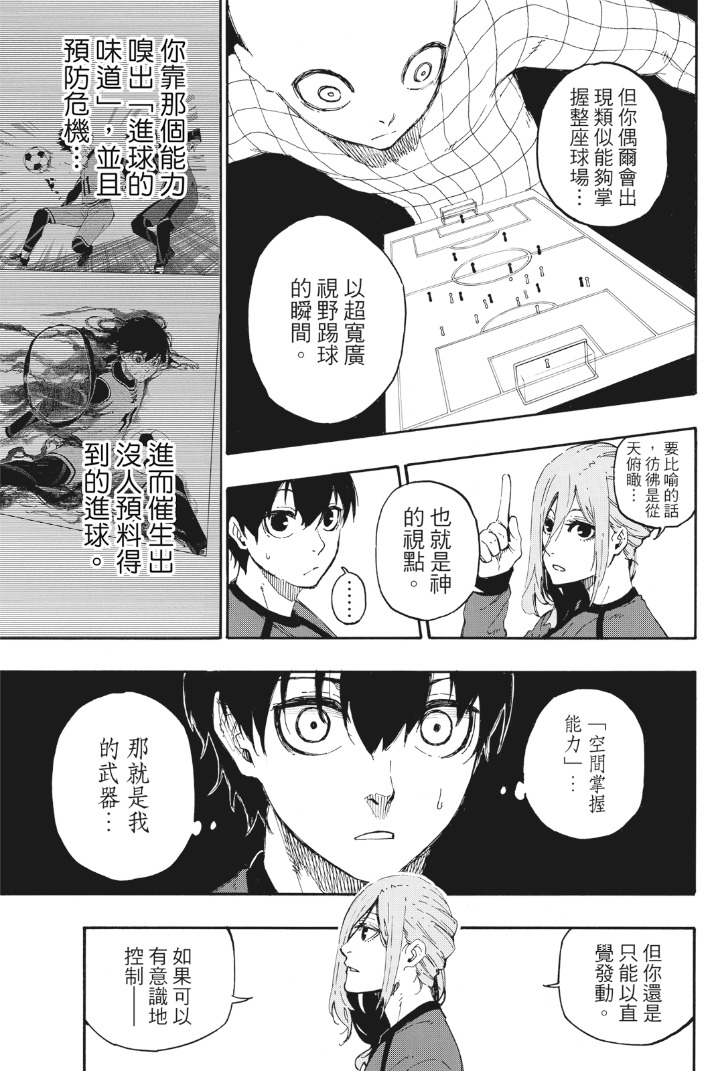 但你偶爾會出
現類似能夠掌
握整座球場…
以超寬廣
視野踢球
的瞬間。
你靠那個能力
嗅出「進球的
味道」，並且
預防危機…
進而催生出
沒人預料得
到的進球。
要比喻的話
，彷彿是從
天俯瞰…
也就是神
的視點。
……
「空間掌握
能力」…
那就是我
的武器…
但你還是
只能以直
覺發動。
如果可以
有意識地
控制──